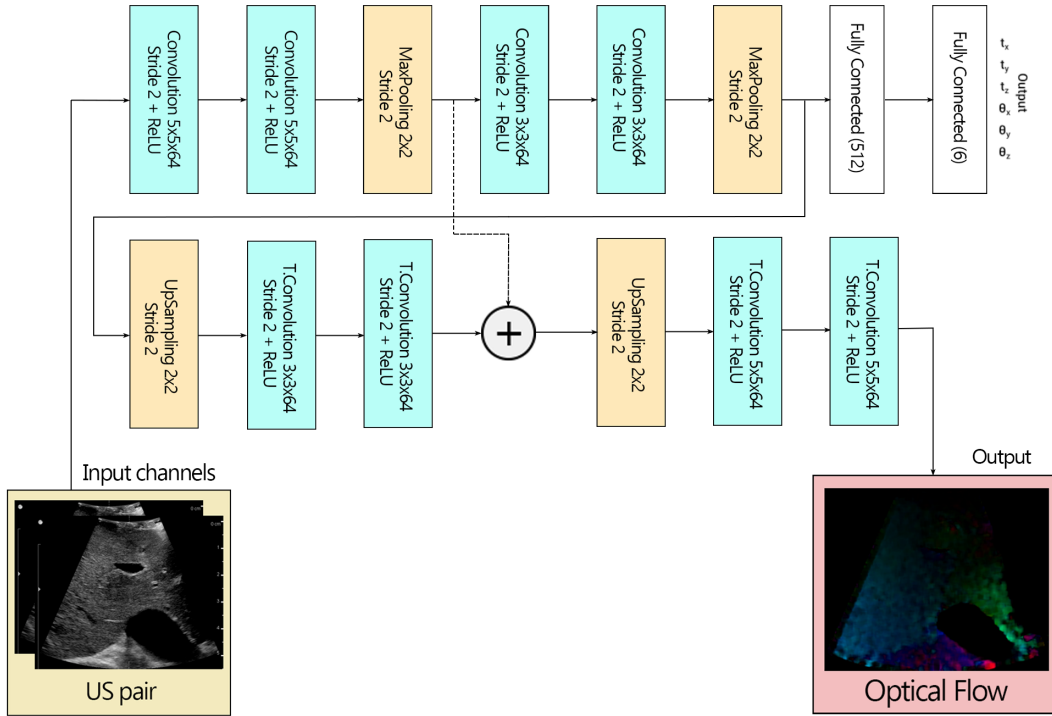 Convolution 5x5x64
Stride 2 + ReLU
Convolution 5x5x64
Stride 2 + ReLU
MaxPooling 2x2
Stride 2
Convolution 3x3x64
Stride 2 + ReLU
Convolution 3x3x64
Stride 2 + ReLU
MaxPooling 2x2
Stride 2
Fully Connected (512)
Fully Connected (6)
tx
ty
tz
θx
θy
θz
Output
UpSampling 2x2
Stride 2
T.Convolution 3x3x64
Stride 2 + ReLU
T.Convolution 3x3x64
Stride 2 + ReLU
+
UpSampling 2x2
Stride 2
T.Convolution 5x5x64
Stride 2 + ReLU
T.Convolution 5x5x64
Stride 2 + ReLU
Input channels
US pair
Output
Optical Flow